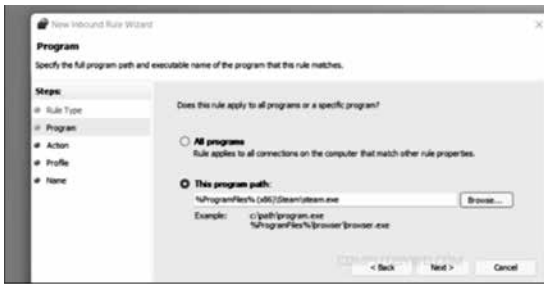 New Inbound Rule Wizard
Program
Specify the full program path and executable name of the program that this rule matches.
Steps:
Rule Type
Program
Action
Profile
Name
Does this rule apply to all programs or a specific program?
All programs
Rule applies to all connections on the computer that match other rule properties.
This program path:
%ProgramFiles% (x86)\Steam\steam.exe
Browse...
Example:
c:\path\program.exe
%ProgramFiles%\browser\browser.exe
< Back
Next >
Cancel